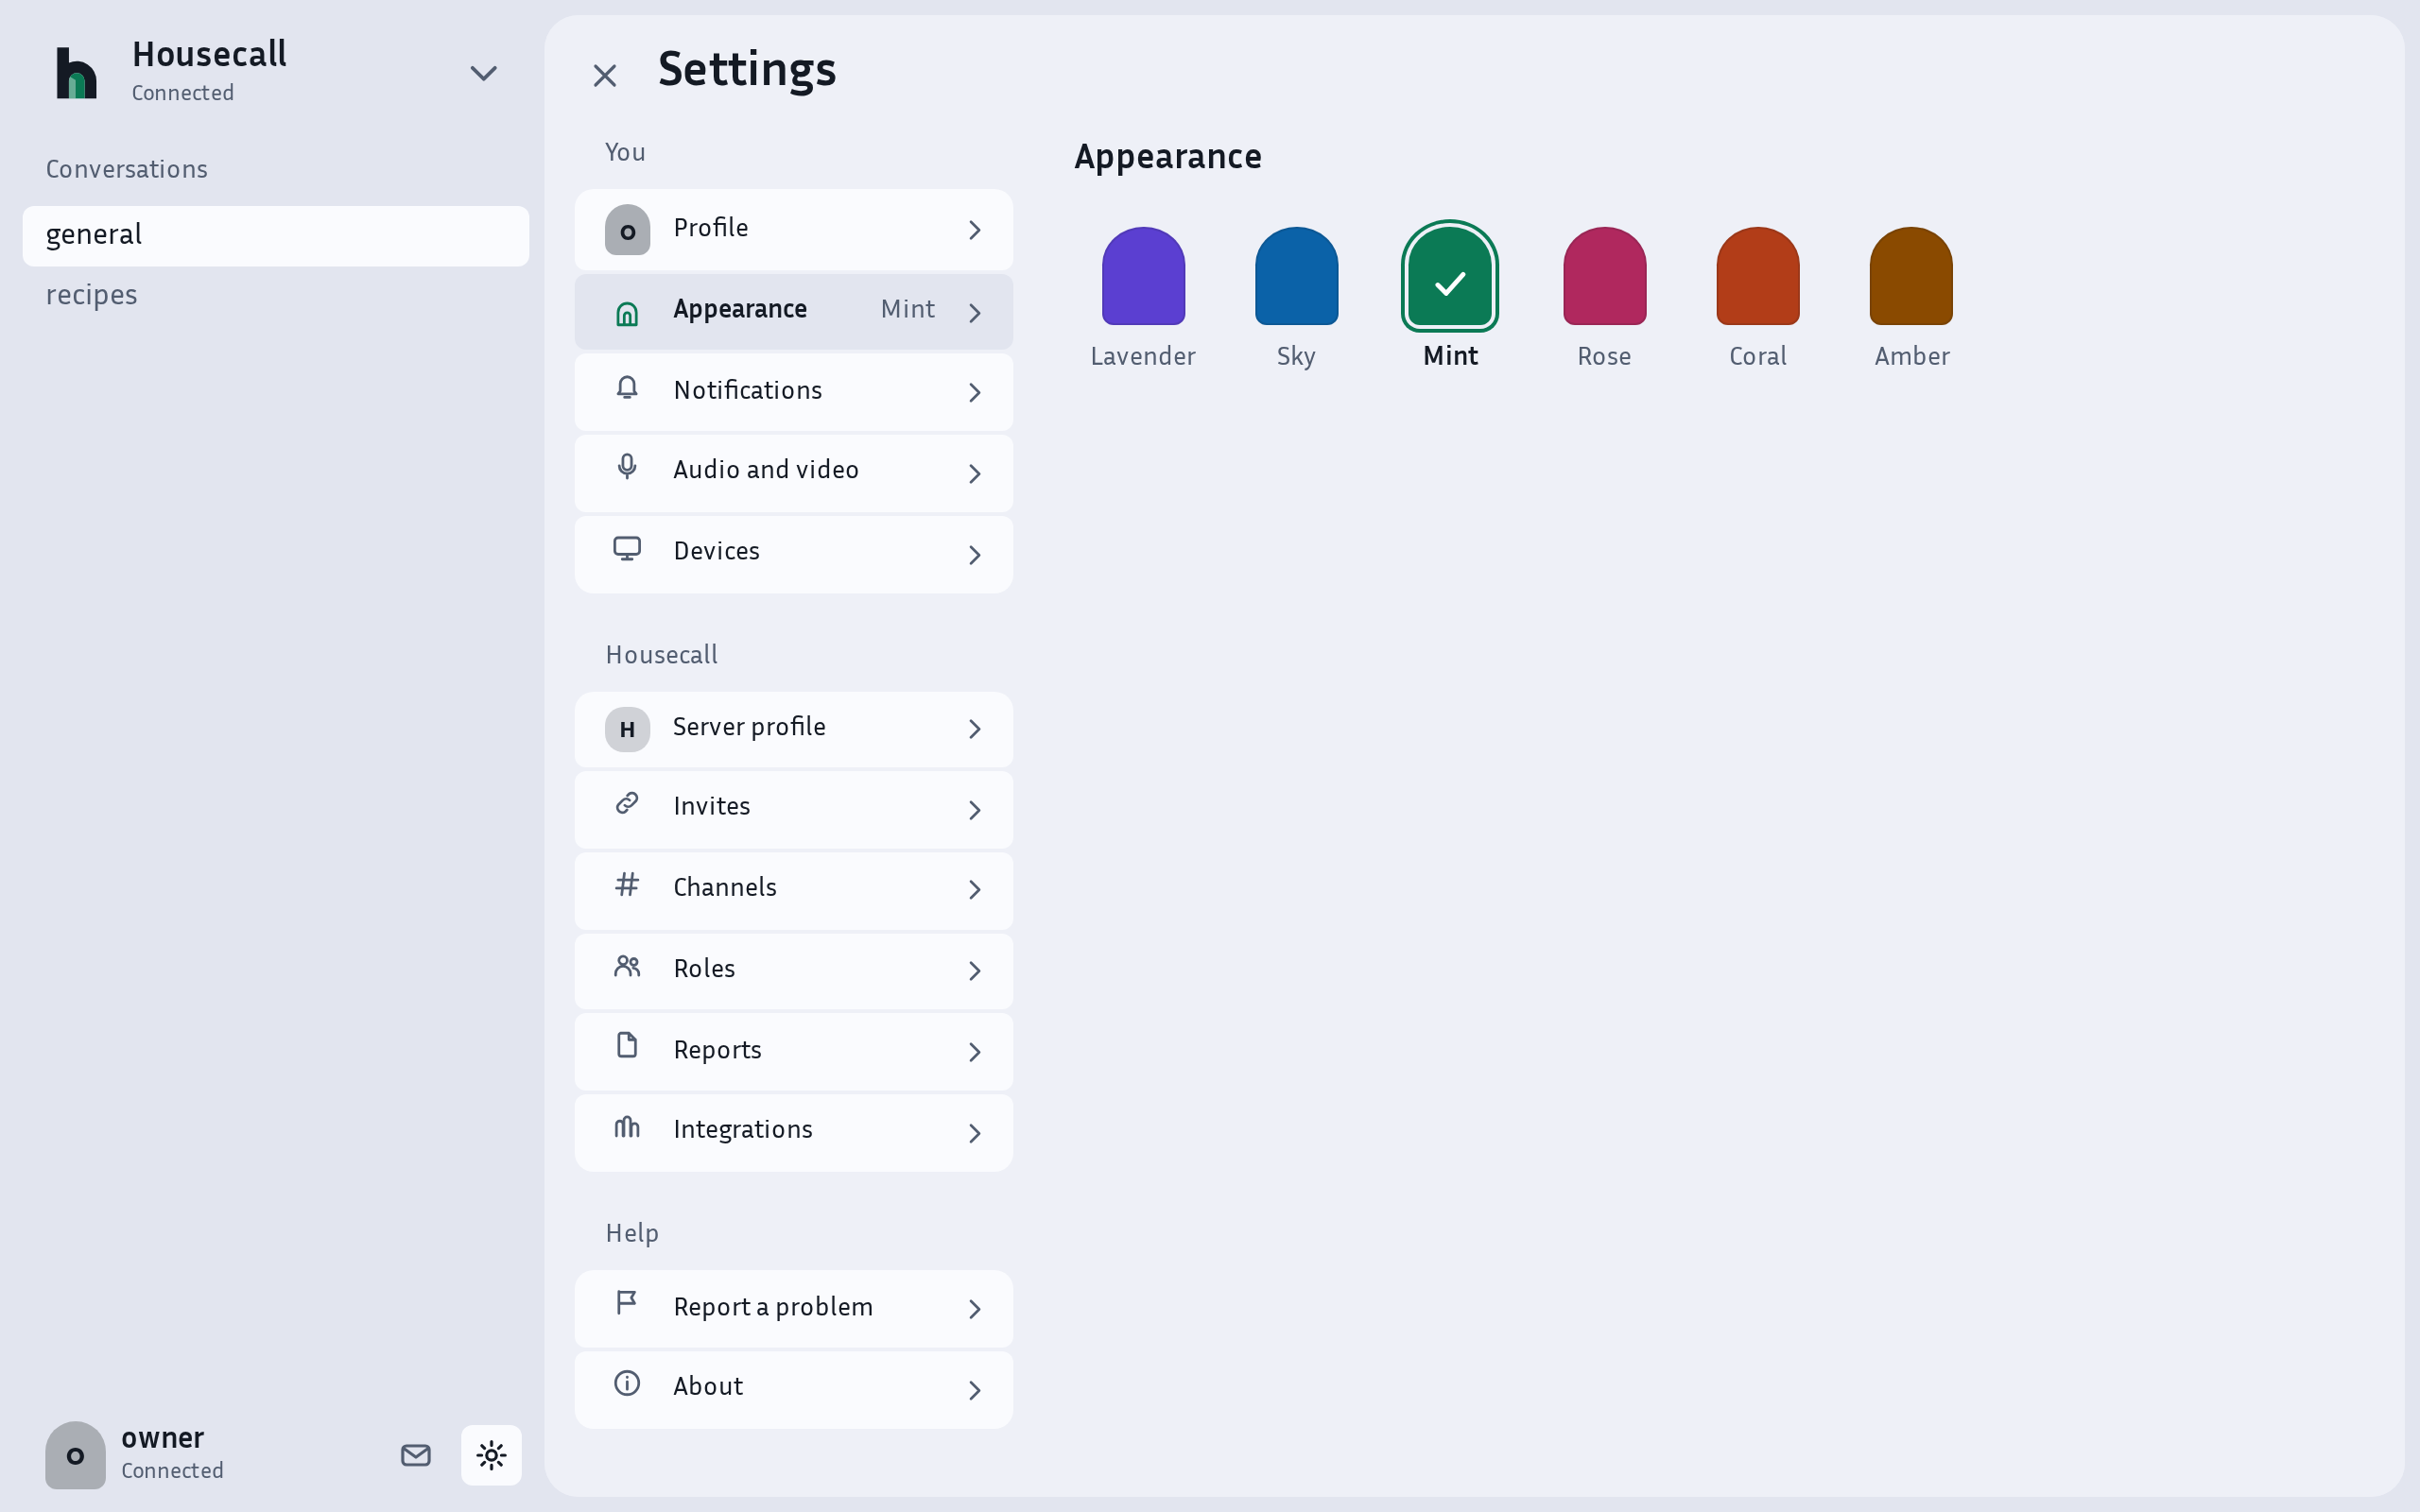 Housecall
Connected
Conversations
general
recipes
o
owner
Connected
Settings
You
o
Profile
Appearance Mint
Notifications
Audio and video
Devices
Housecall
H
Server profile
Invites
Channels
Roles
Reports
Integrations
Help
Report a problem
About
Appearance
Lavender Sky Mint Rose Coral Amber